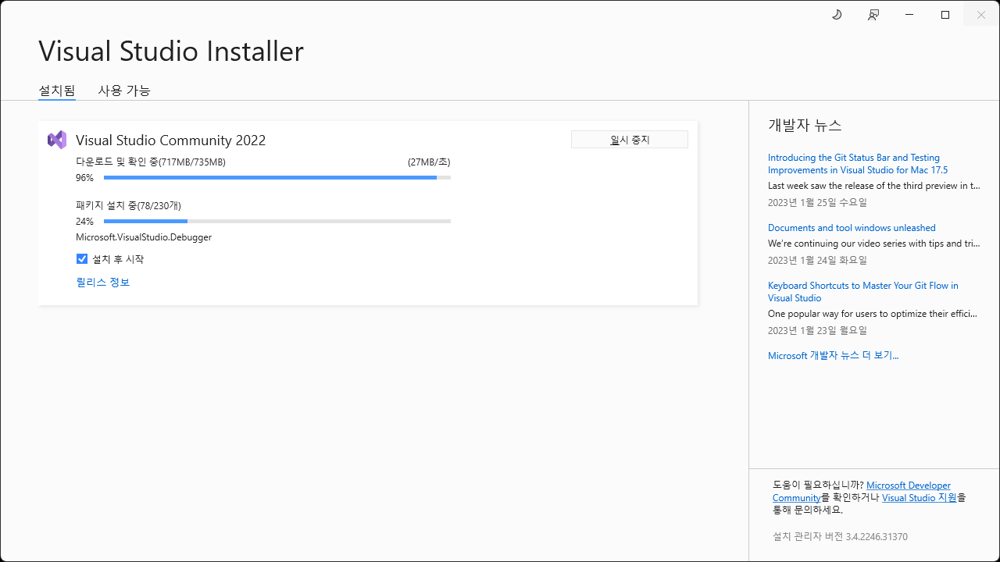 Visual Studio Installer
설치됨
사용 가능
Visual Studio Community 2022
일시 중지
다운로드 및 확인 중(717MB/735MB)
(27MB/초)
96%
패키지 설치 중(78/230개)
24%
Microsoft.VisualStudio.Debugger
설치 후 시작
릴리스 정보
개발자 뉴스
Introducing the Git Status Bar and Testing
Improvements in Visual Studio for Mac 17.5
Last week saw the release of the third preview in t...
2023년 1월 25일 수요일
Documents and tool windows unleashed
We’re continuing our video series with tips and tri...
2023년 1월 24일 화요일
Keyboard Shortcuts to Master Your Git Flow in
Visual Studio
One popular way for users to optimize their effici...
2023년 1월 23일 월요일
Microsoft 개발자 뉴스 더 보기...
도움이 필요하십니까? Microsoft Developer
Community를 확인하거나 Visual Studio 지원을
통해 문의하세요.
설치 관리자 버전 3.4.2246.31370